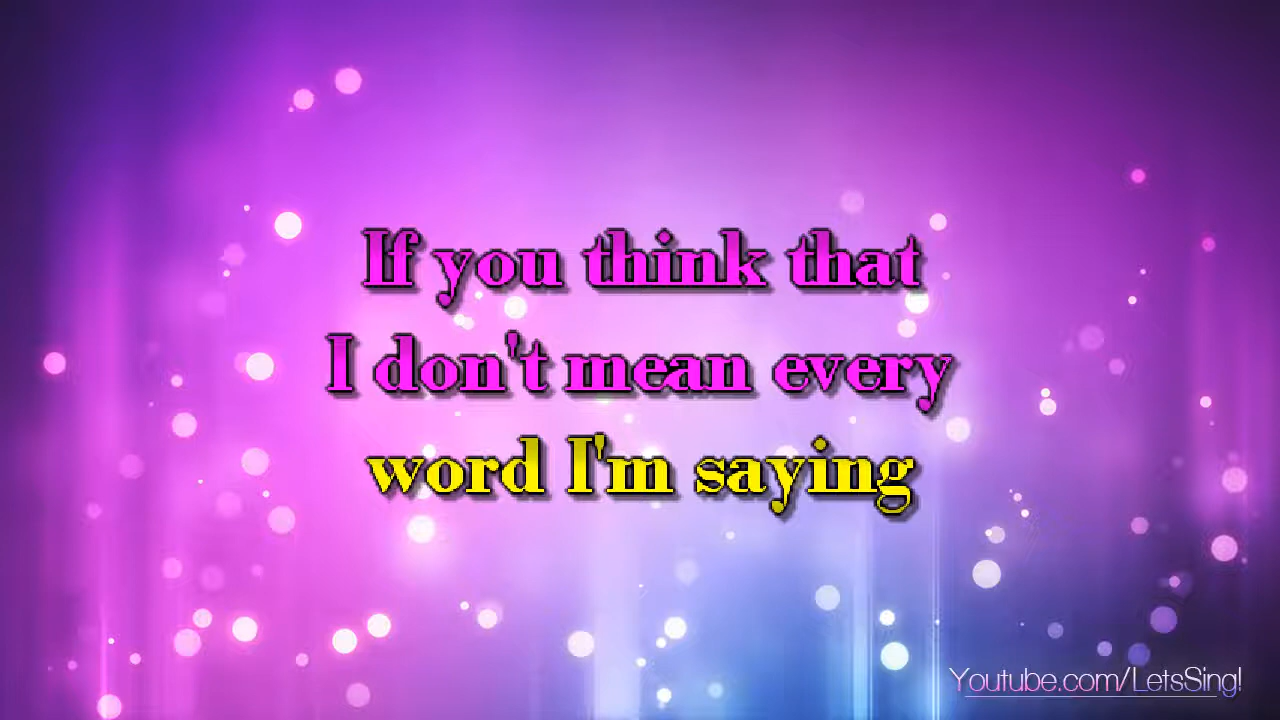 If you think that
I don't mean every
word I'm saying
Youtube.com/LetsSing!